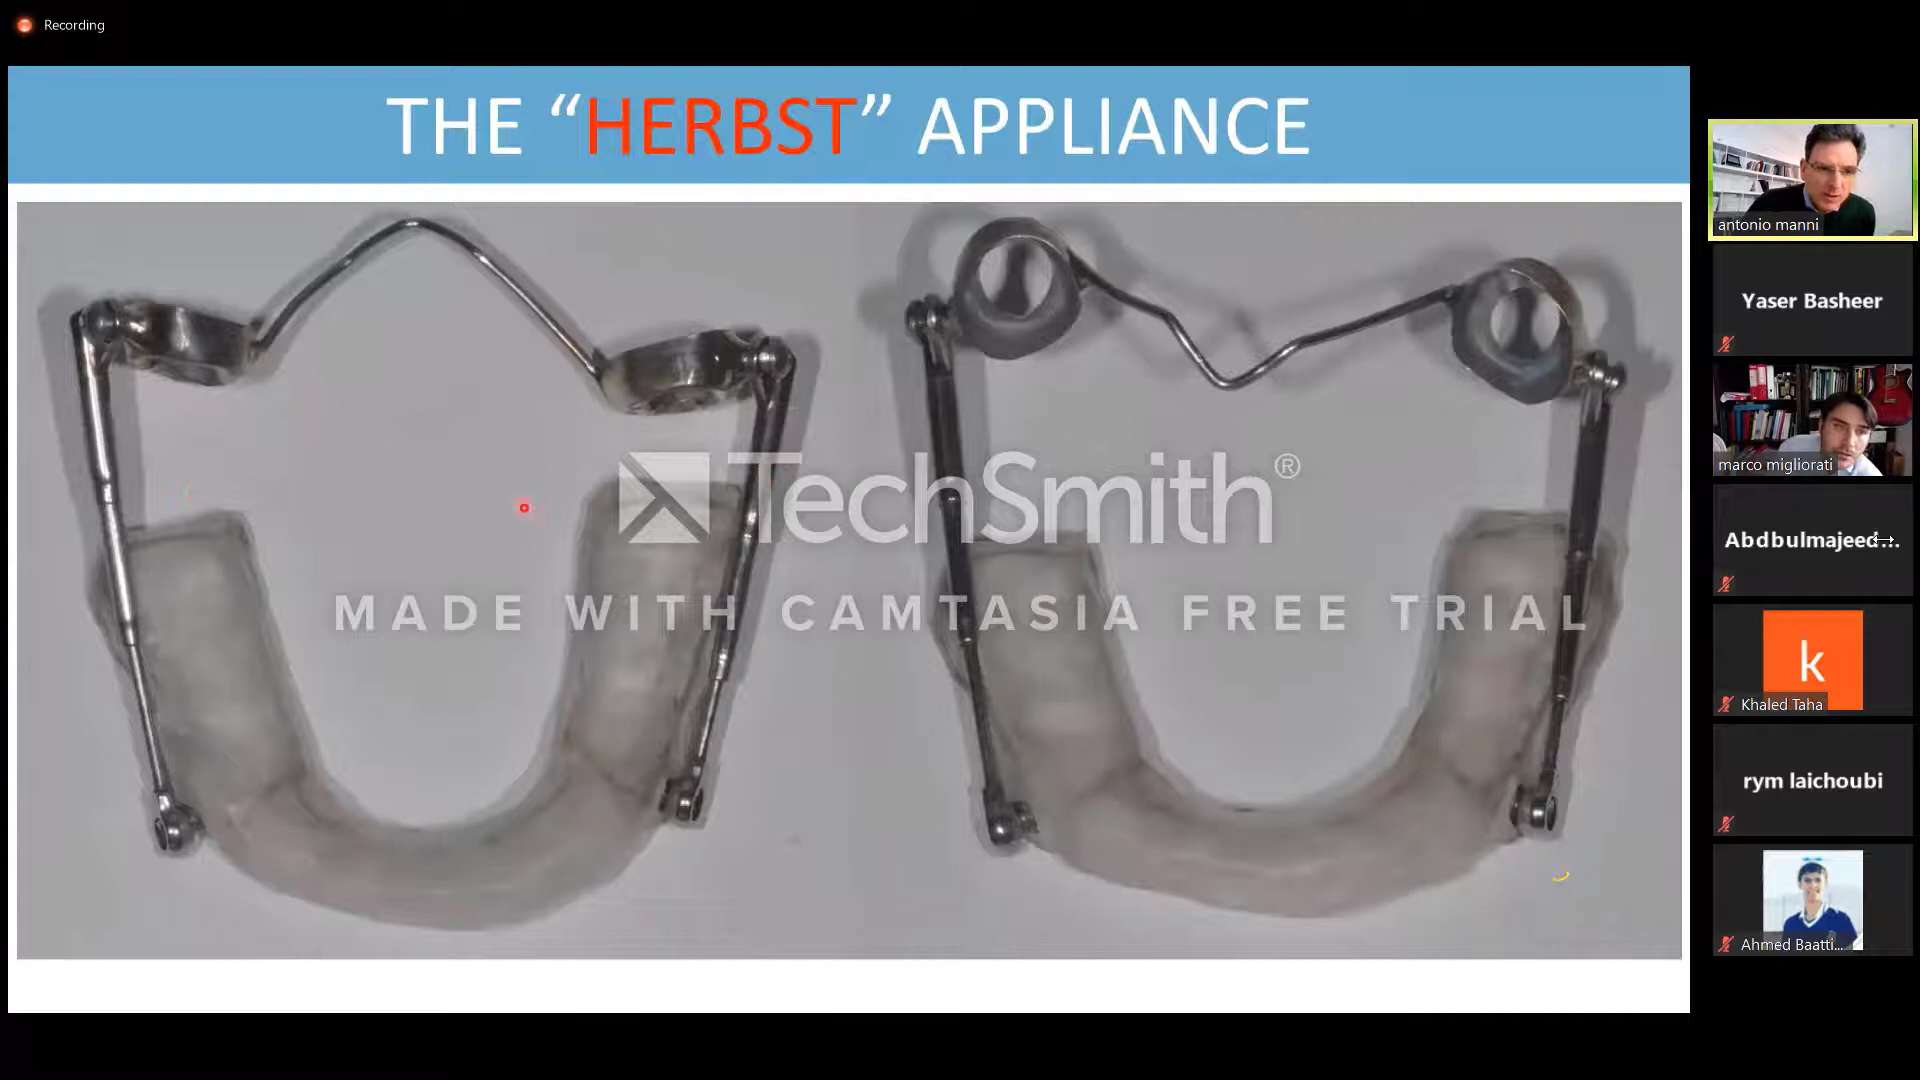 Recording
THE “HERBST” APPLIANCE
TechSmith®
MADE WITH CAMTASIA FREE TRIAL
antonio manni
Yaser Basheer
marco migliorati
Abdbulmajeed...
k
Khaled Taha
rym laichoubi
Ahmed Baatti...